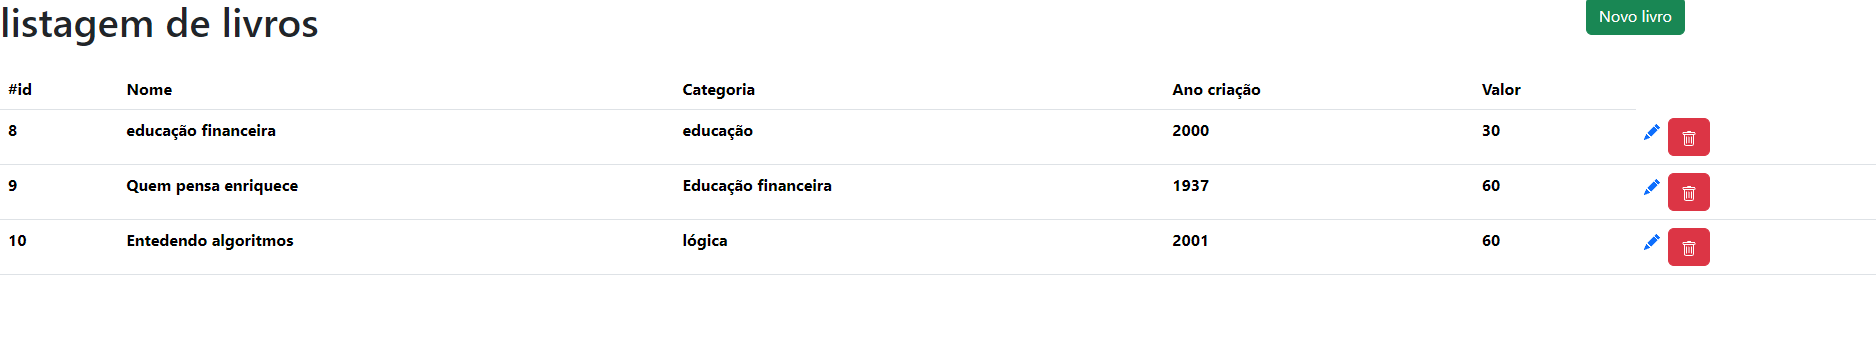 listagem de livros
Novo livro
#id Nome Categoria Ano criação Valor
8 educação financeira educação 2000 30
9 Quem pensa enriquece Educação financeira 1937 60
10 Entedendo algoritmos lógica 2001 60